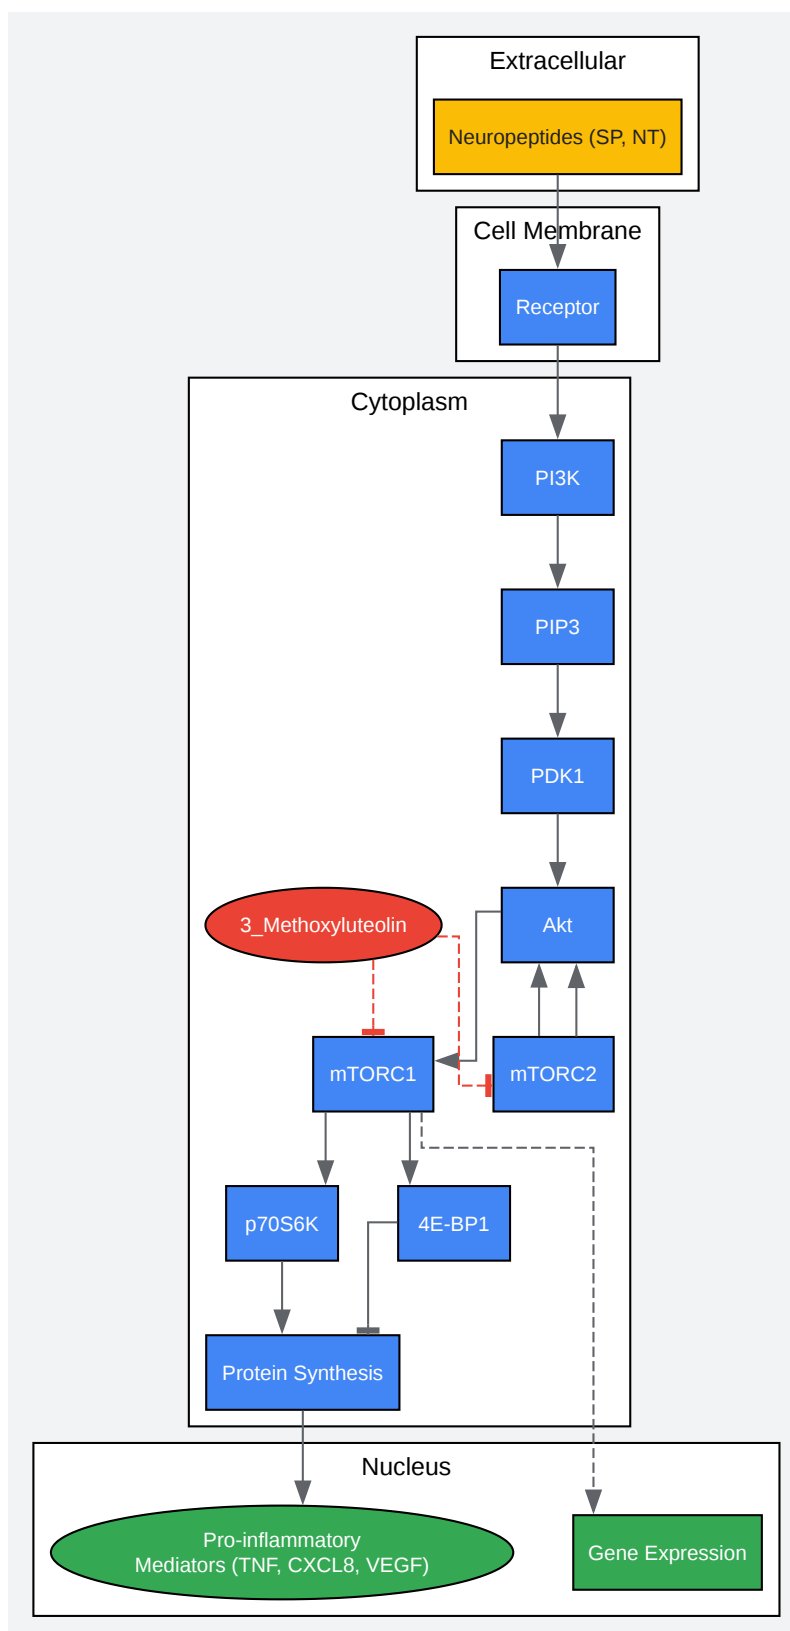 Extracellular
Neuropeptides (SP, NT)
Cell Membrane
Receptor
Cytoplasm
PI3K
PIP3
PDK1
3_Methoxyluteolin
Akt
mTORC1
mTORC2
p70S6K
4E-BP1
Protein Synthesis
Nucleus
Pro-inflammatory
Mediators (TNF, CXCL8, VEGF)
Gene Expression